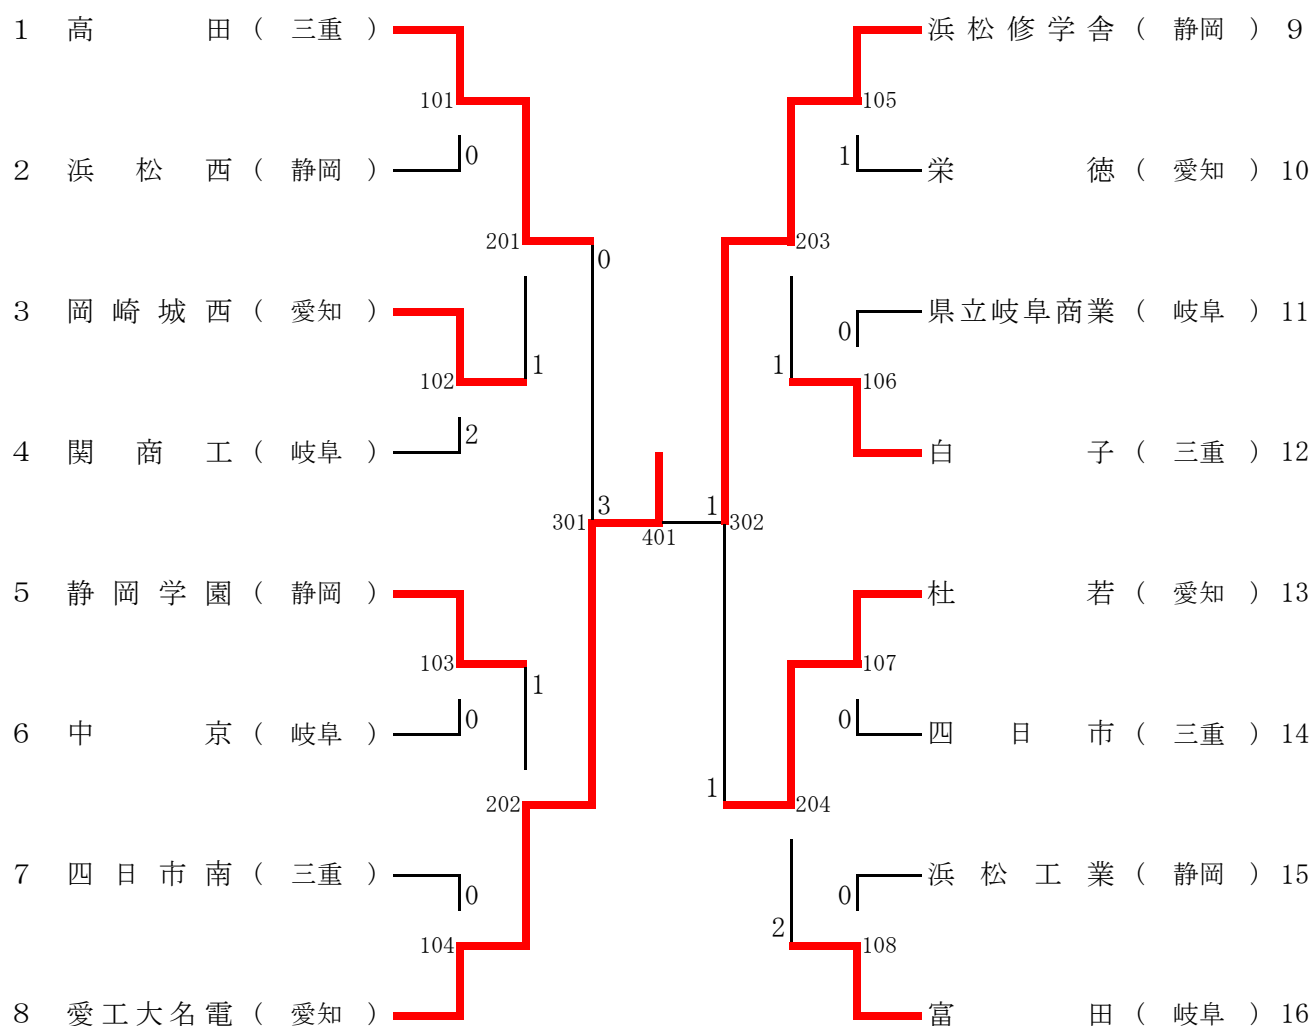 1 高田 ( 三重 )
101
2 浜松西 ( 静岡 )
0
201
0
3 岡崎城西 ( 愛知 )
1
102
4 関商工 ( 岐阜 )
2
301
3
401
5 静岡学園 ( 静岡 )
103
1
6 中京 ( 岐阜 )
0
202
7 四日市南 ( 三重 )
0
104
8 愛工大名電 ( 愛知 )
浜松修学舎 ( 静岡 ) 9
105
1
栄徳 ( 愛知 ) 10
203
県立岐阜商業 ( 岐阜 ) 11
0
1
106
白子 ( 三重 ) 12
1
302
杜若 ( 愛知 ) 13
107
0
四日市 ( 三重 ) 14
1
204
浜松工業 ( 静岡 ) 15
0
2
108
富田 ( 岐阜 ) 16